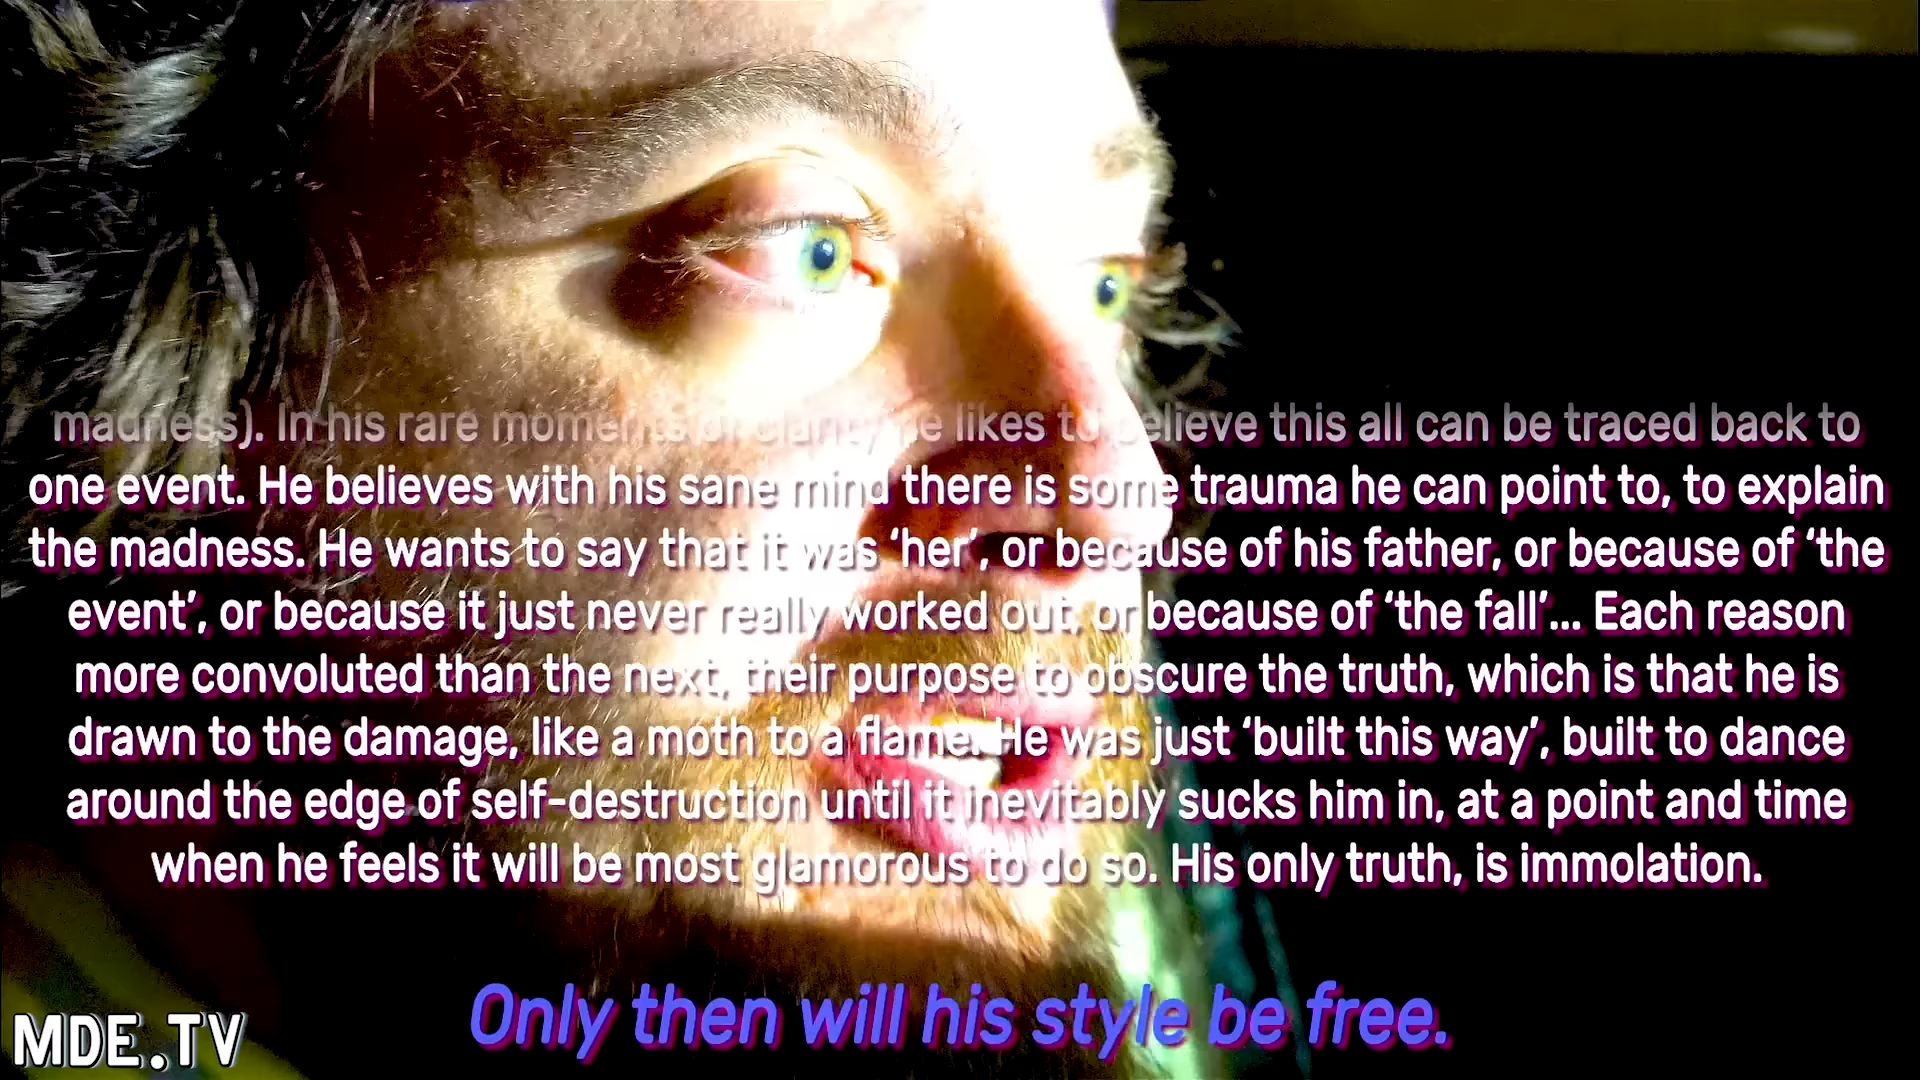 madness). In his rare moments of clarity he likes to believe this all can be traced back to
one event. He believes with his sane mind there is some trauma he can point to, to explain
the madness. He wants to say that it was ‘her’, or because of his father, or because of ‘the
event’, or because it just never really worked out, or because of ‘the fall’... Each reason
more convoluted than the next, their purpose to obscure the truth, which is that he is
drawn to the damage, like a moth to a flame. He was just ‘built this way’, built to dance
around the edge of self-destruction until it inevitably sucks him in, at a point and time
when he feels it will be most glamorous to do so. His only truth, is immolation.
Only then will his style be free.
MDE.TV